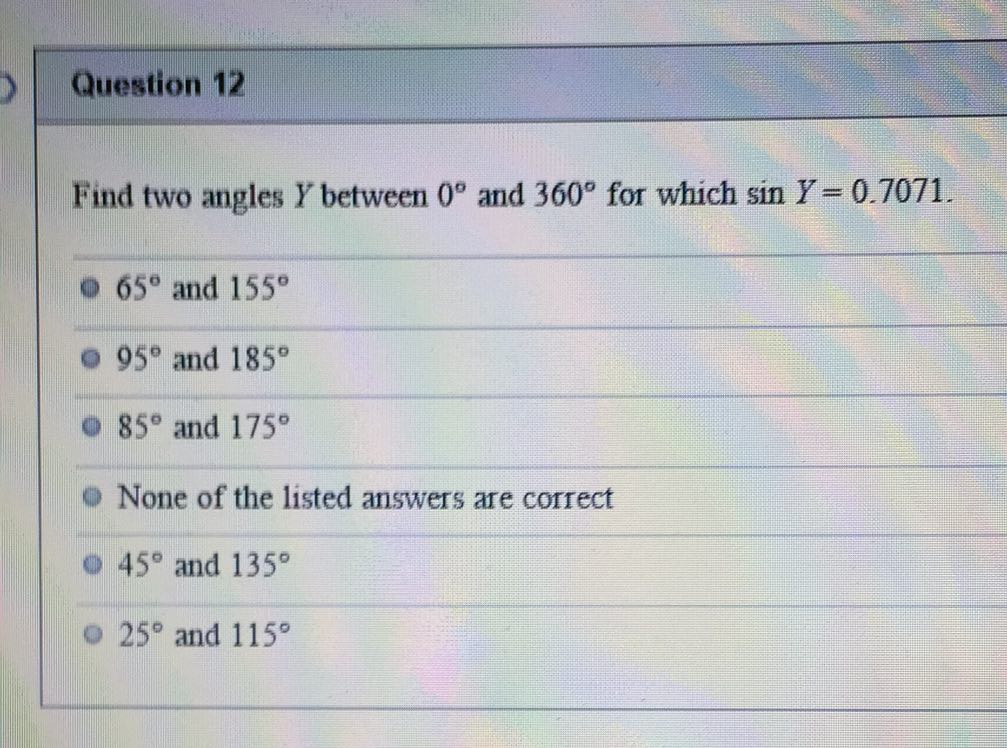 Question 12
Find two angles Y between 0° and 360° for which sin Y = 0.7071.
65° and 155°
95° and 185°
85° and 175°
None of the listed answers are correct
45° and 135°
25° and 115°